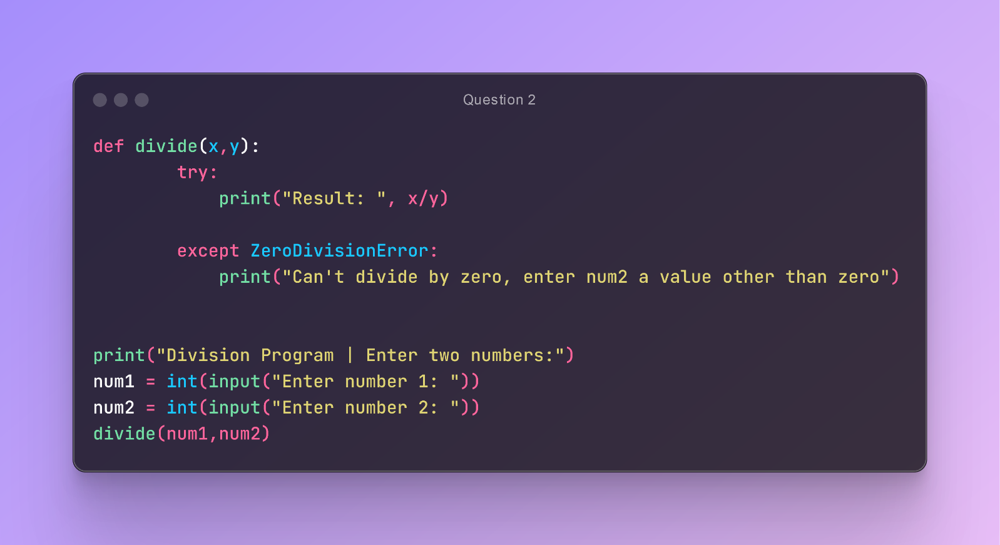 Question 2
def divide(x,y):
        try:
            print("Result: ", x/y)
        except ZeroDivisionError:
            print("Can't divide by zero, enter num2 a value other than zero")
print("Division Program | Enter two numbers:")
num1 = int(input("Enter number 1: "))
num2 = int(input("Enter number 2: "))
divide(num1,num2)